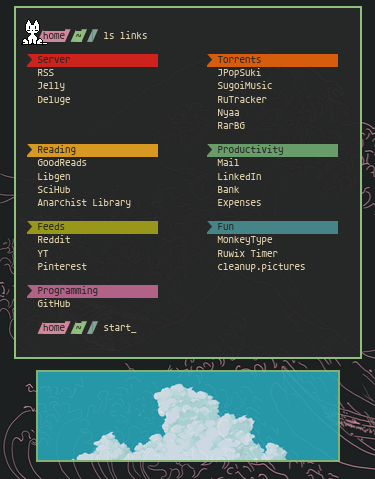 home ~ ls links
Server
RSS
Jelly
Deluge
Torrents
JPopSuki
SugoiMusic
RuTracker
Nyaa
RarBG
Reading
GoodReads
Libgen
SciHub
Anarchist Library
Productivity
Mail
LinkedIn
Bank
Expenses
Feeds
Reddit
YT
Pinterest
Fun
MonkeyType
Ruwix Timer
cleanup.pictures
Programming
GitHub
home ~ start_